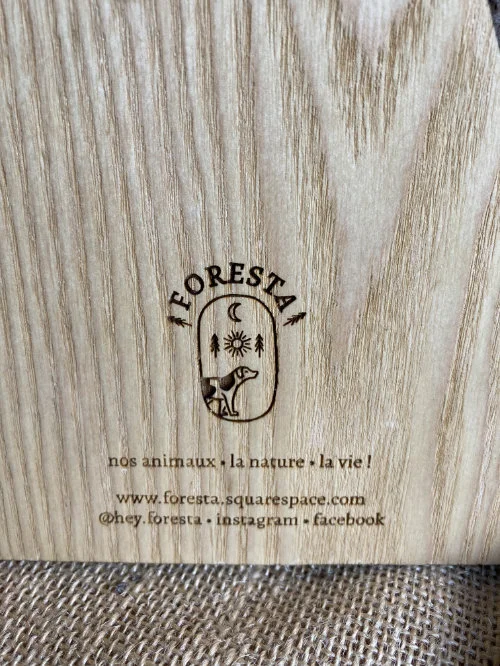 FORESTA
nos animaux • la nature • la vie !
www.foresta.squarespace.com
@hey.foresta • instagram • facebook